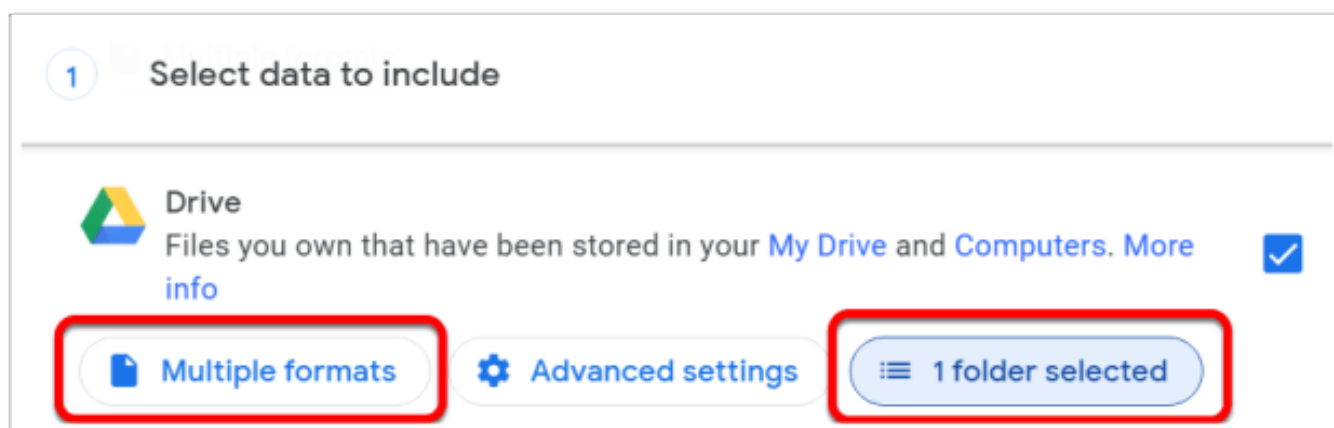 1 Select data to include
Drive
Files you own that have been stored in your My Drive and Computers. More
info
Multiple formats Advanced settings 1 folder selected